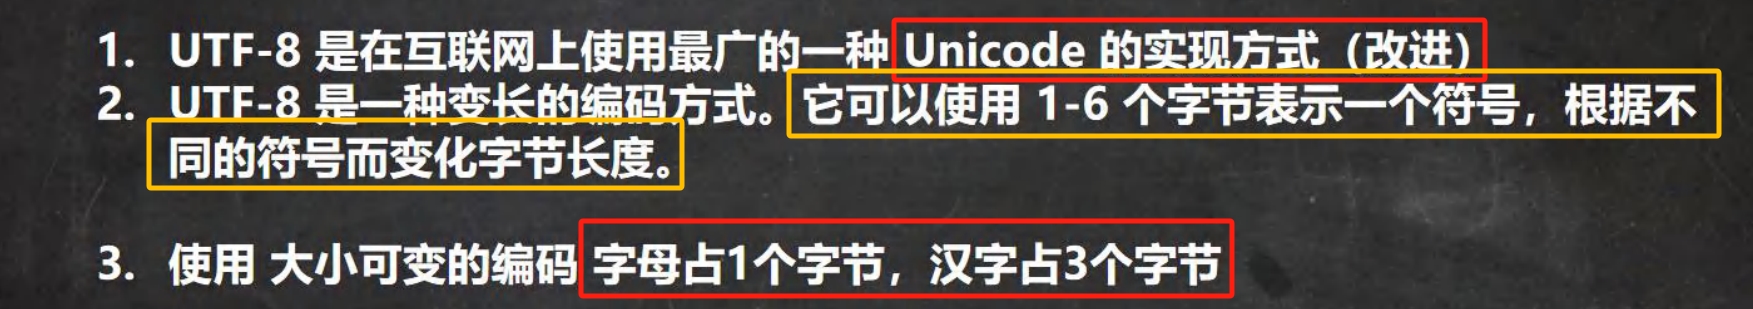 1. UTF-8 是在互联网上使用最广的一种 Unicode 的实现方式（改进）
2. UTF-8 是一种变长的编码方式。它可以使用 1-6 个字节表示一个符号，根据不
同的符号而变化字节长度。
3. 使用 大小可变的编码 字母占1个字节，汉字占3个字节